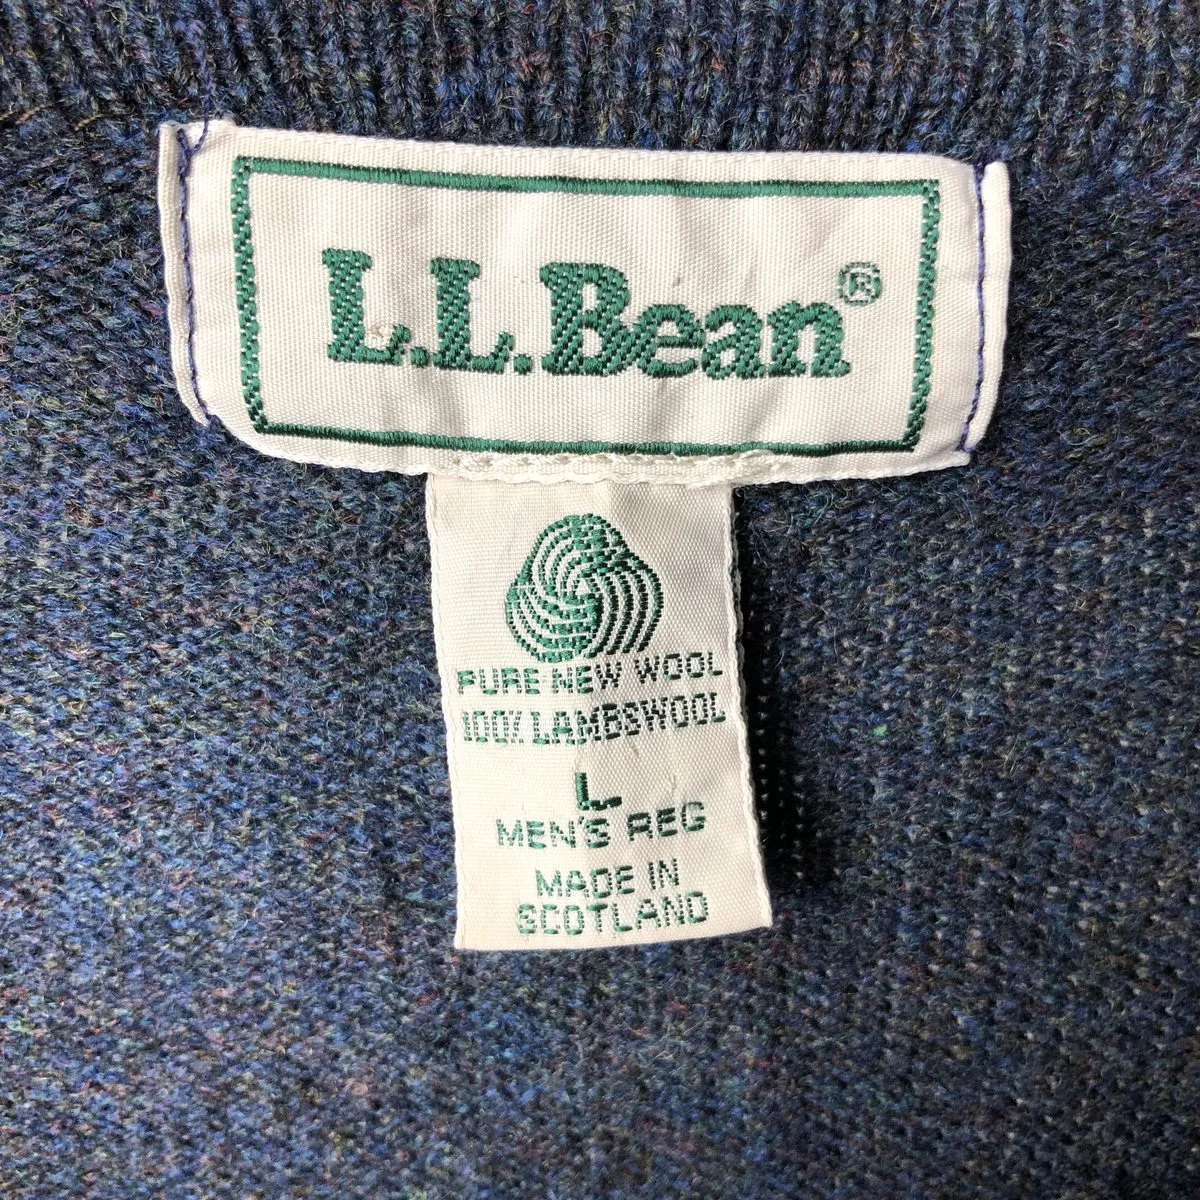 L.L.Bean®
PURE NEW WOOL
100% LAMBSWOOL
L
MEN'S REG
MADE IN
SCOTLAND